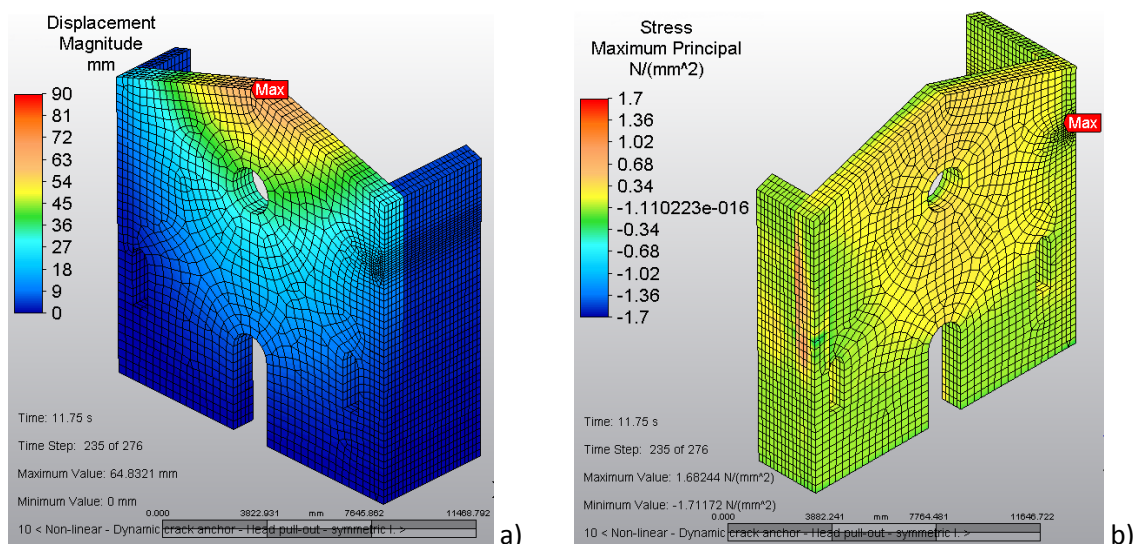 Displacement
Magnitude
mm
90
81
72
63
54
45
36
27
18
9
0
Max
Time: 11.75 s
Time Step: 235 of 276
Maximum Value: 64.8321 mm
Minimum Value: 0 mm
0.000 3822.931 mm 7645.862 11468.792
10 < Non-linear - Dynamic crack anchor - Head pull-out - symmetric I. >
a)
Stress
Maximum Principal
N/(mm^2)
1.7
1.36
1.02
0.68
0.34
-1.110223e-016
-0.34
-0.68
-1.02
-1.36
-1.7
Max
Time: 11.75 s
Time Step: 235 of 276
Maximum Value: 1.68244 N/(mm^2)
Minimum Value: -1.71172 N/(mm^2)
0.000 3882.241 mm 7764.481 11646.722
10 < Non-linear - Dynamic crack anchor - Head pull-out - symmetric I. >
b)